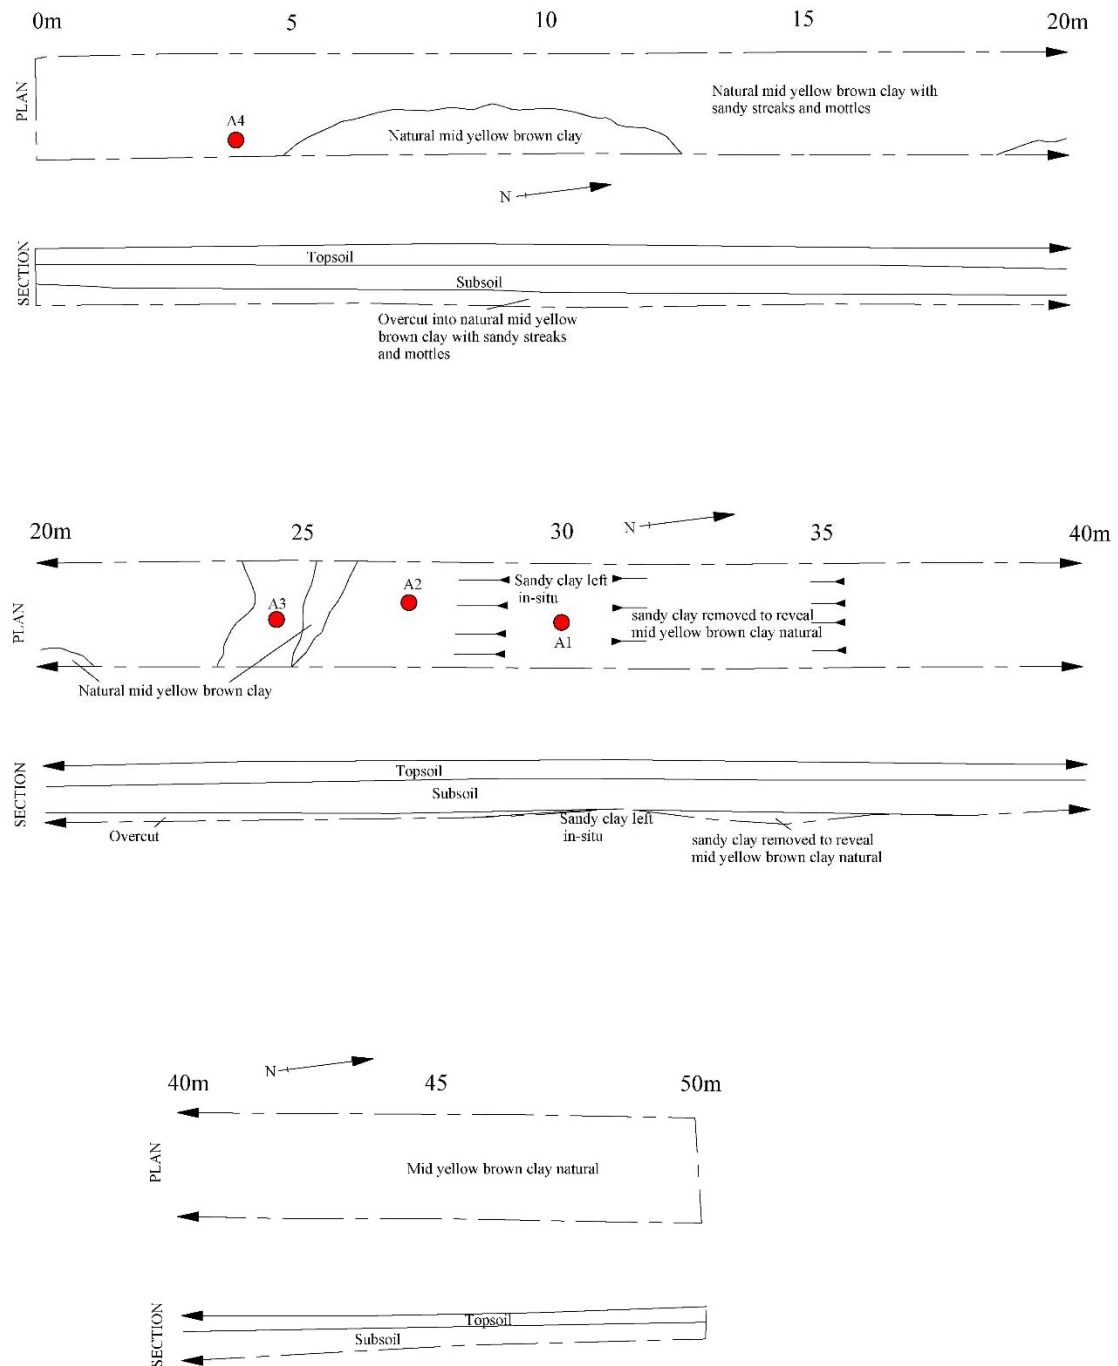 0m 5 10 15 20m
PLAN
A4
Natural mid yellow brown clay
Natural mid yellow brown clay with
sandy streaks and mottles
N
SECTION
Topsoil
Subsoil
Overcut into natural mid yellow
brown clay with sandy streaks
and mottles
20m 25 30 35 40m
N
PLAN
A3
A2
Sandy clay left
in-situ
A1
sandy clay removed to reveal
mid yellow brown clay natural
Natural mid yellow brown clay
SECTION
Topsoil
Subsoil
Overcut
Sandy clay left
in-situ
sandy clay removed to reveal
mid yellow brown clay natural
N
40m 45 50m
PLAN
Mid yellow brown clay natural
SECTION
Topsoil
Subsoil